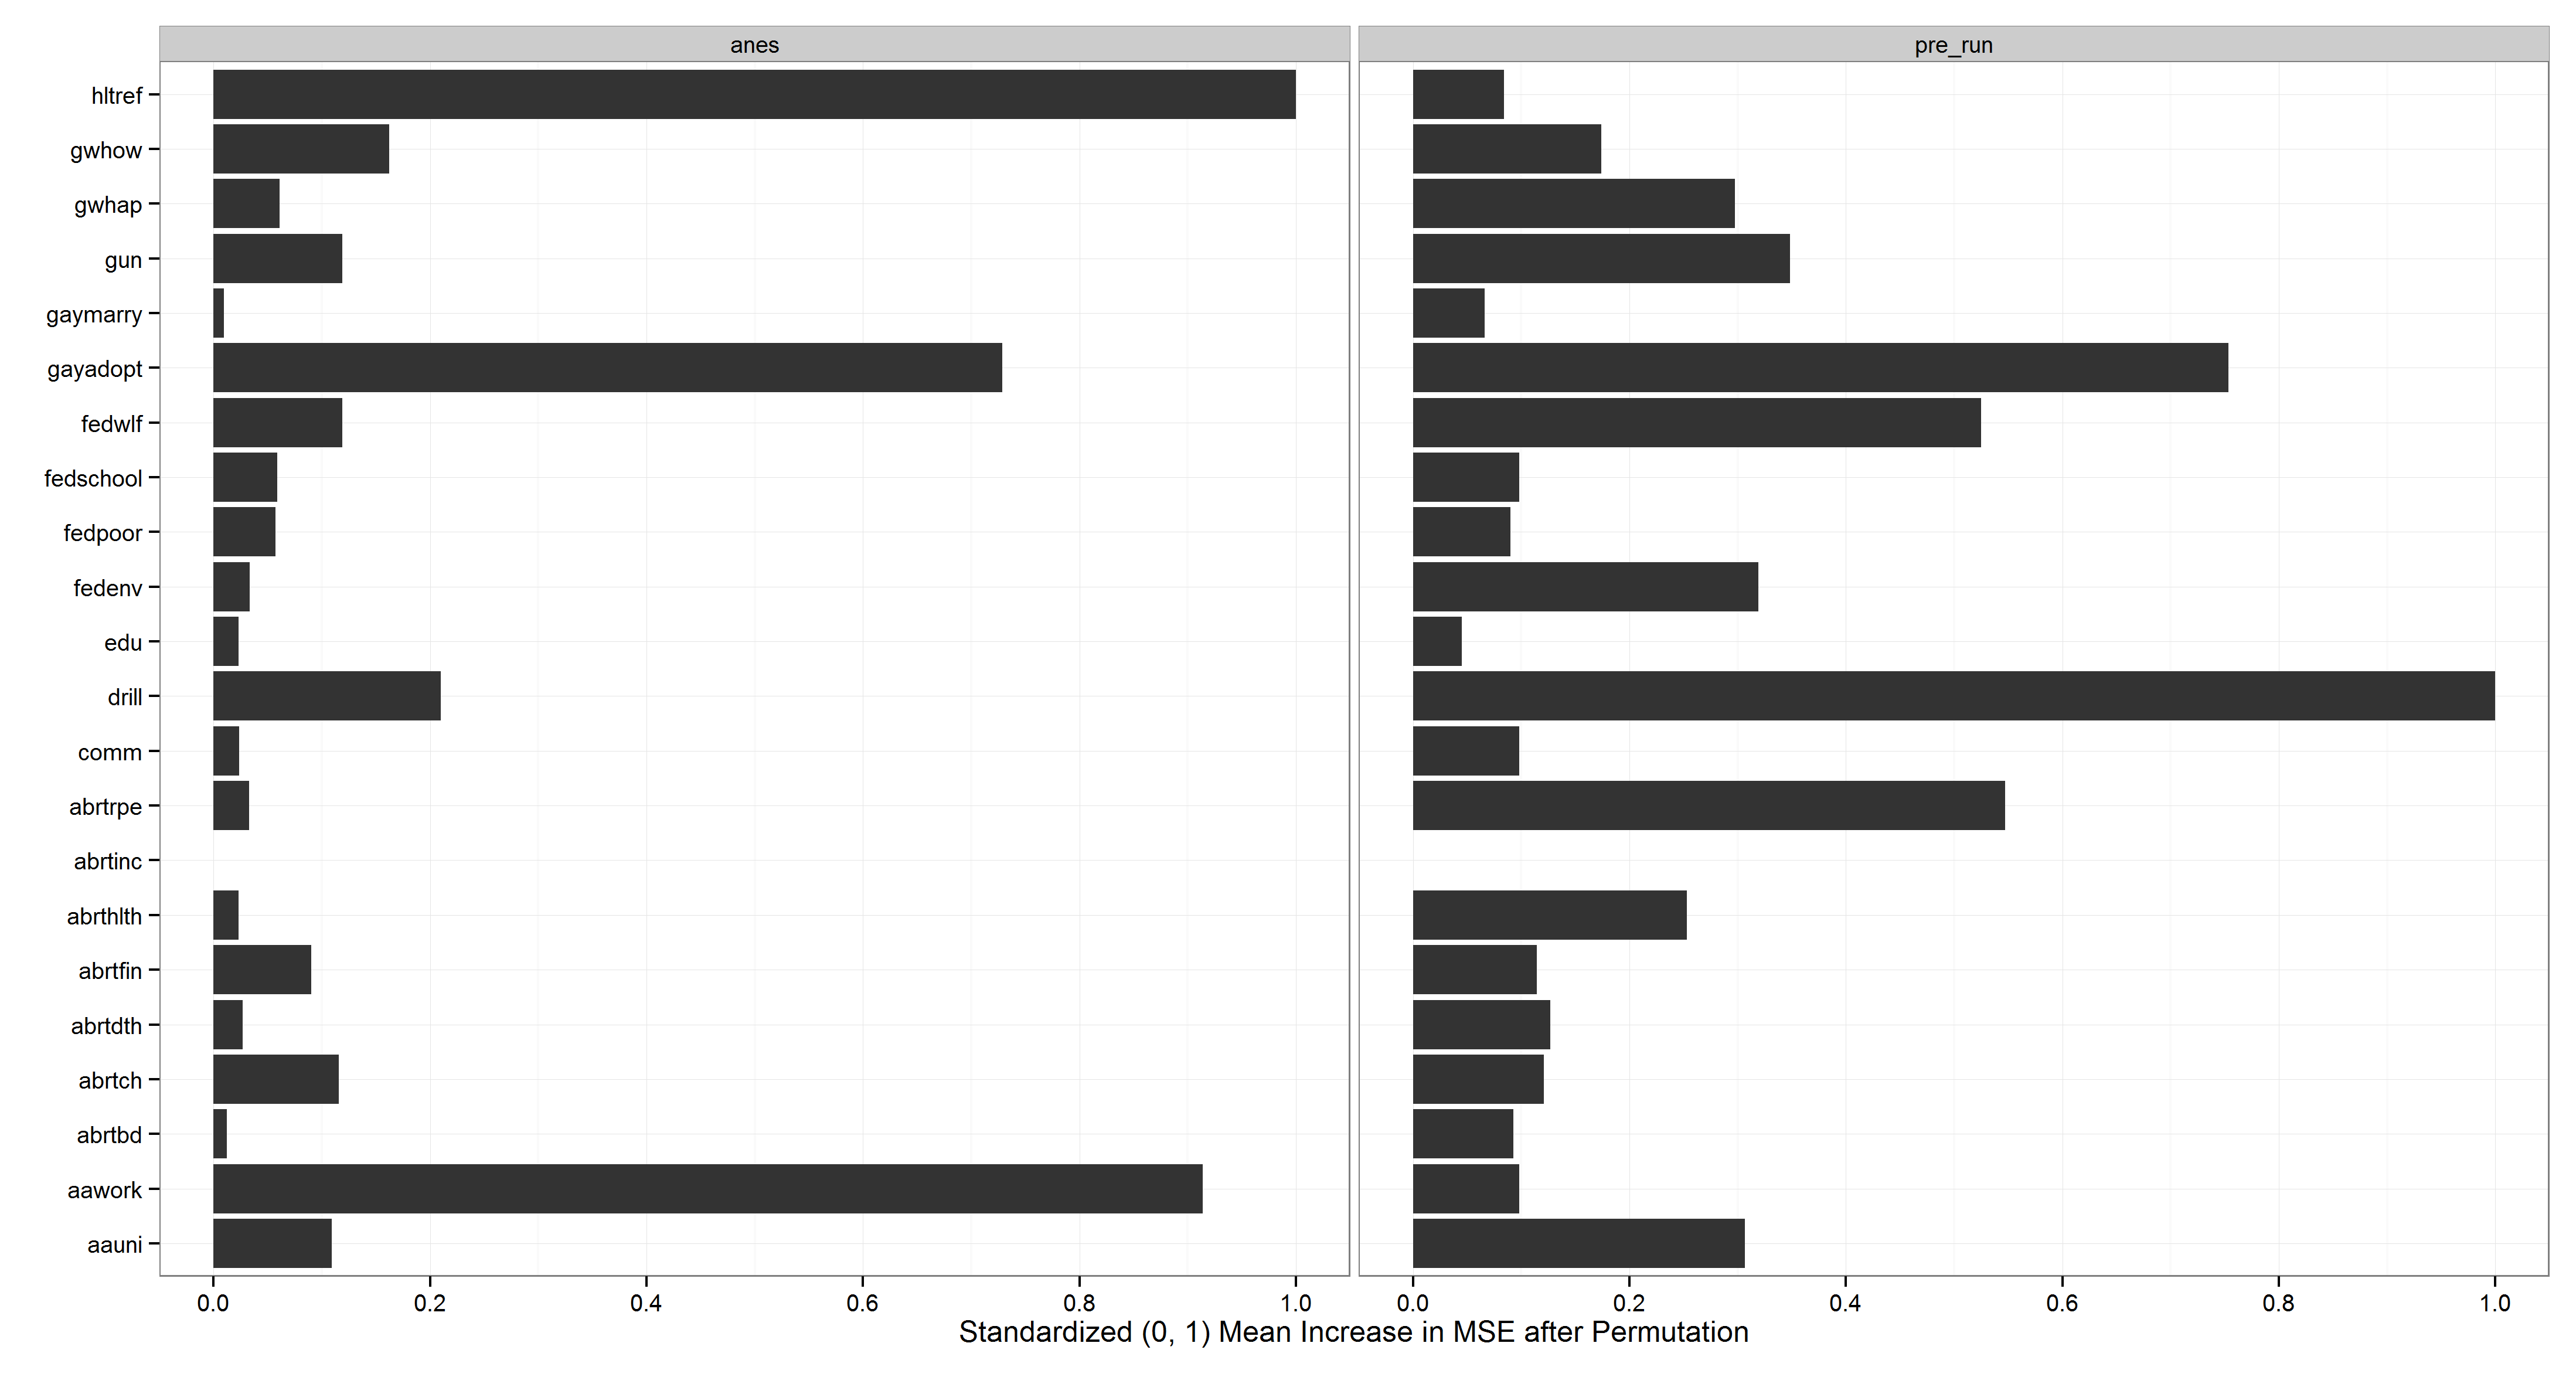 anes pre_run
hltref
gwhow
gwhap
gun
gaymarry
gayadopt
fedwlf
fedschool
fedpoor
fedenv
edu
drill
comm
abrtrpe
abrtinc
abrthlth
abrtfin
abrtdth
abrtch
abrtbd
aawork
aauni
0.0 0.2 0.4 0.6 0.8 1.0 0.0 0.2 0.4 0.6 0.8 1.0
Standardized (0, 1) Mean Increase in MSE after Permutation